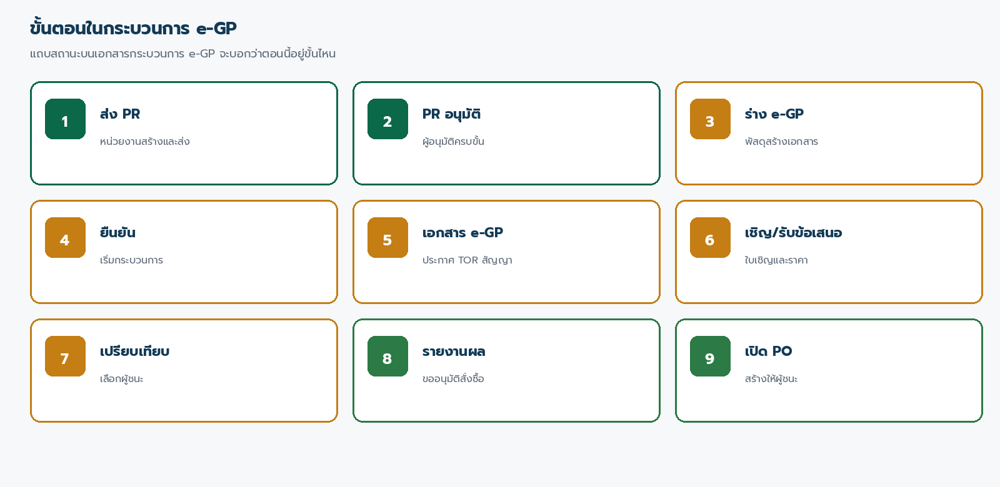 ขั้นตอนในกระบวนการ e-GP
แถบสถานะบนเอกสารกระบวนการ e-GP จะบอกว่าตอนนี้อยู่ขั้นไหน
1
ส่ง PR
หน่วยงานสร้างและส่ง
2
PR อนุมัติ
ผู้อนุมัติครบขั้น
3
ร่าง e-GP
พัสดุสร้างเอกสาร
4
ยืนยัน
เริ่มกระบวนการ
5
เอกสาร e-GP
ประกาศ TOR สัญญา
6
เชิญ/รับข้อเสนอ
ใบเชิญและราคา
7
เปรียบเทียบ
เลือกผู้ชนะ
8
รายงานผล
ขออนุมัติสั่งซื้อ
9
เปิด PO
สร้างให้ผู้ชนะ